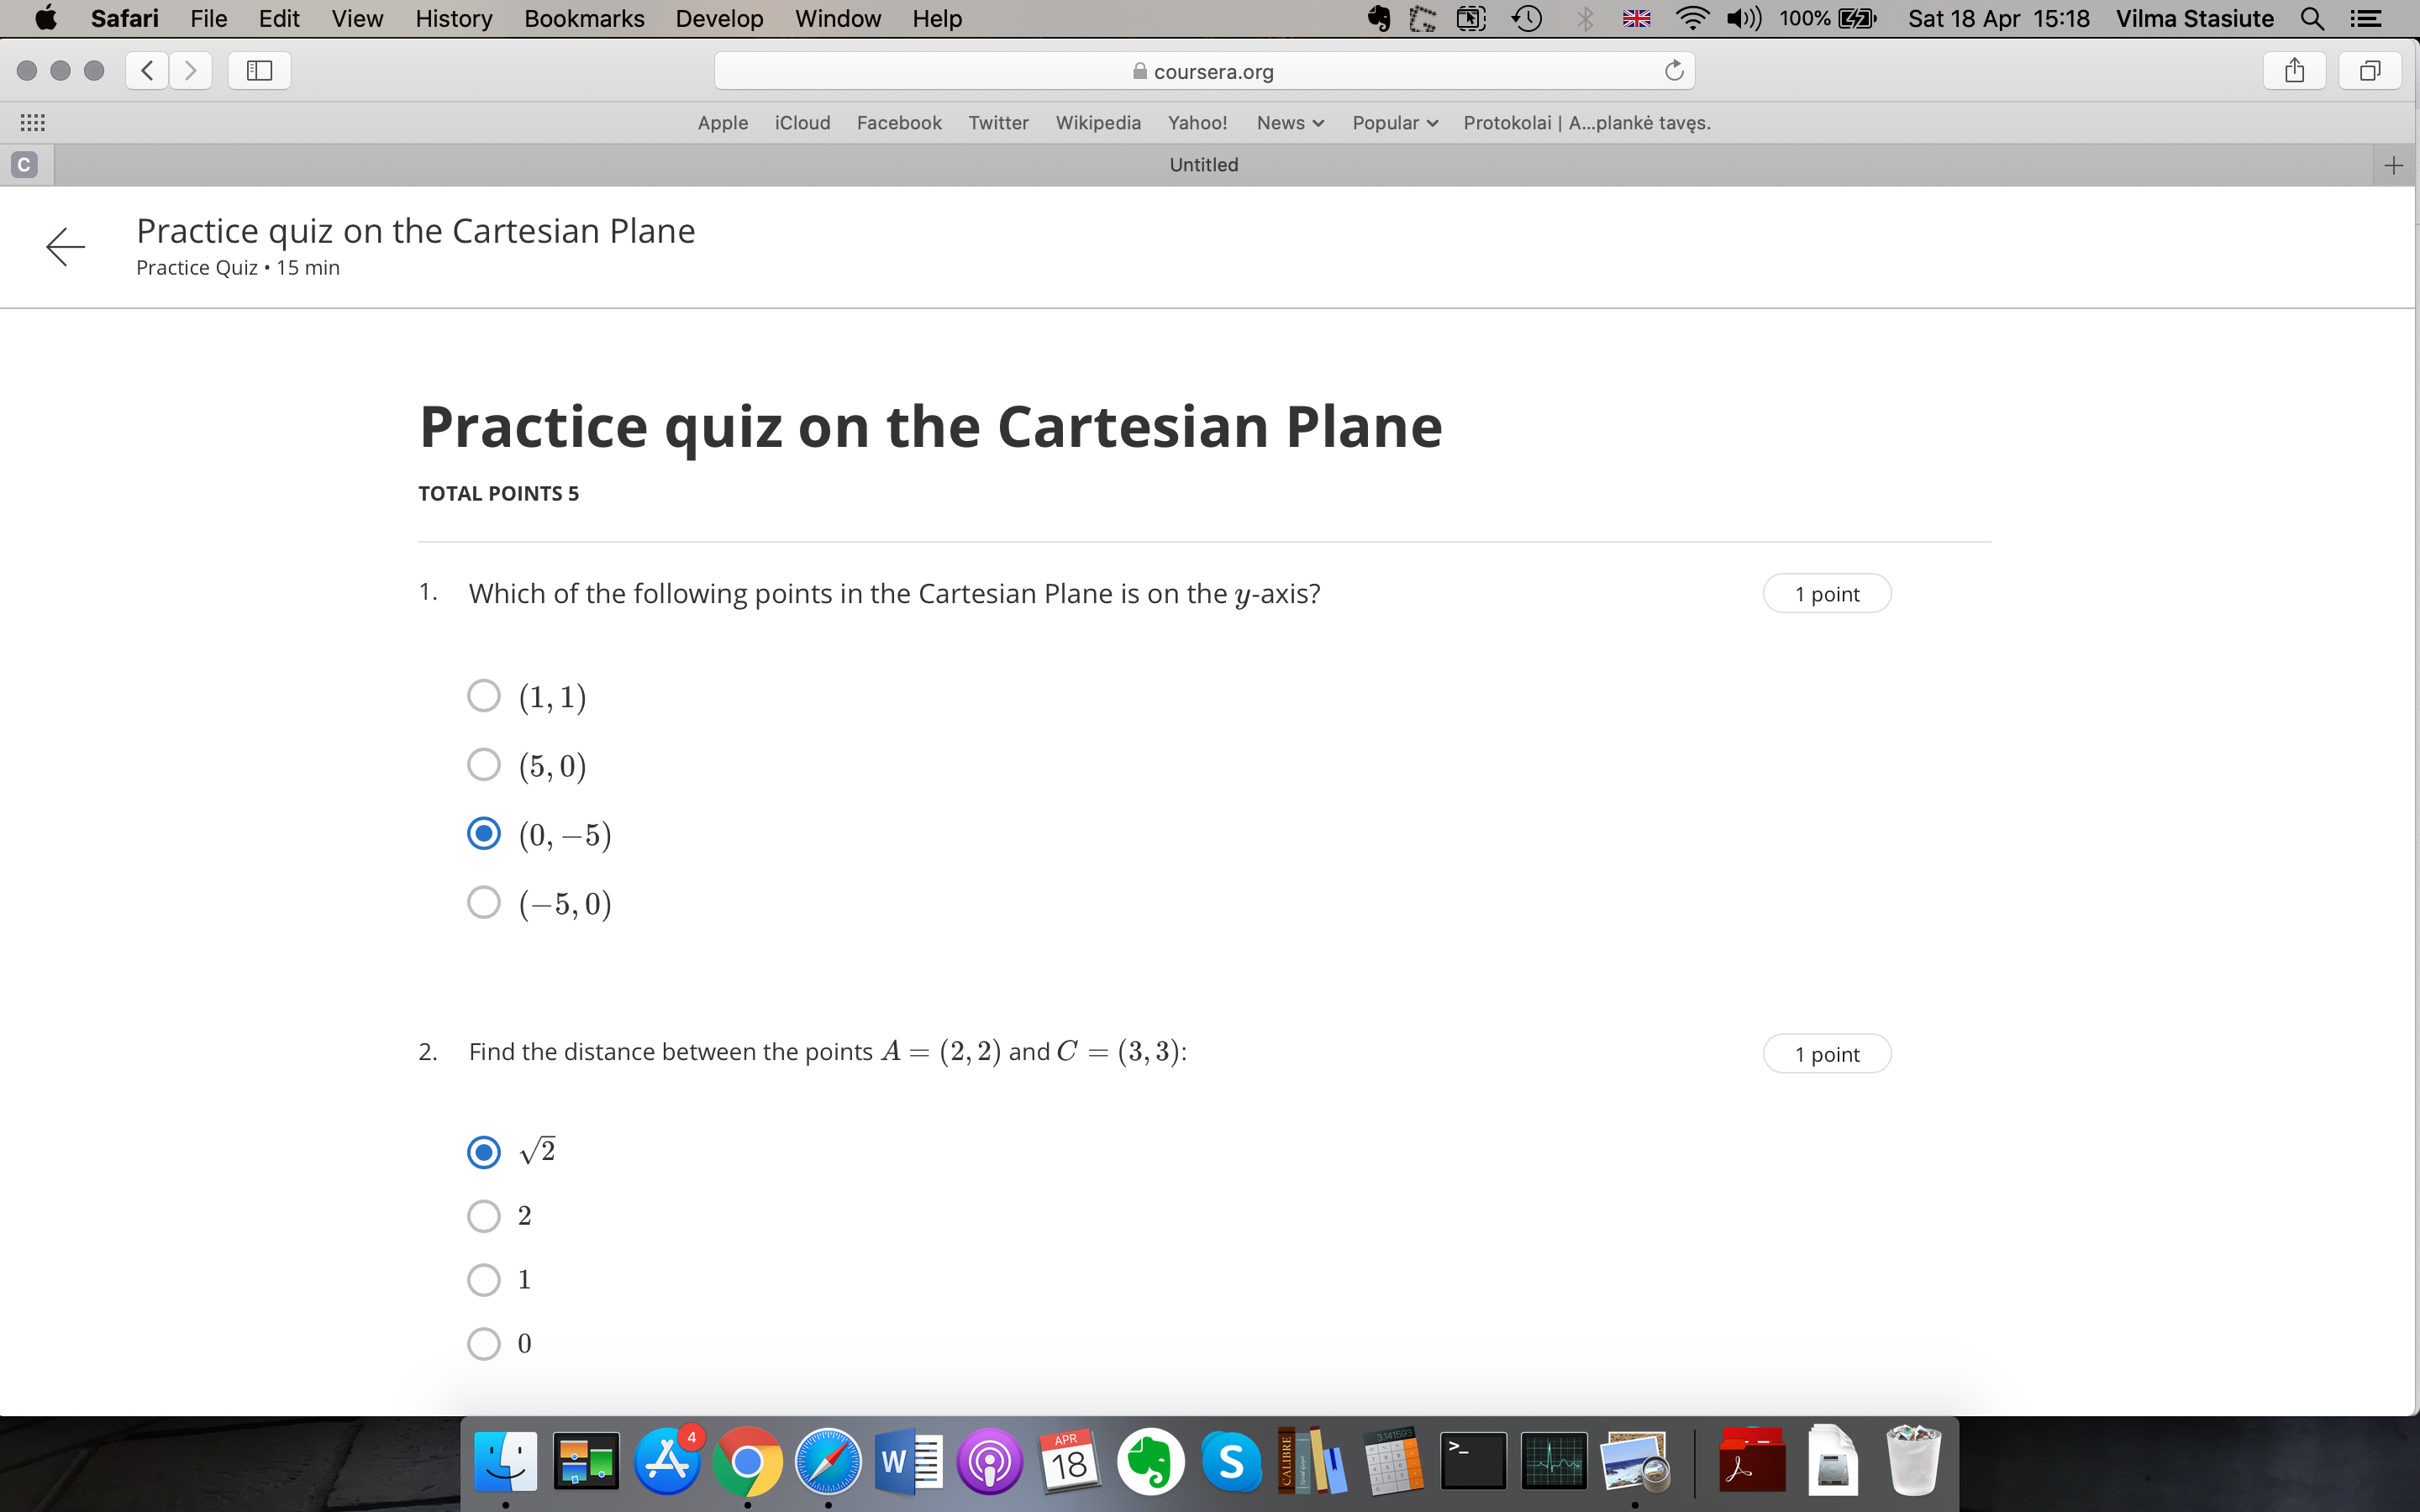 Safari File Edit View History Bookmarks Develop Window Help 100% Sat 18 Apr 15:18 Vilma Stasiute
coursera.org
Apple iCloud Facebook Twitter Wikipedia Yahoo! News Popular Protokolai | A...plankė tavęs.
C Untitled
Practice quiz on the Cartesian Plane
Practice Quiz • 15 min
Practice quiz on the Cartesian Plane
TOTAL POINTS 5
1. Which of the following points in the Cartesian Plane is on the y-axis? 1 point
(1, 1)
(5, 0)
(0, −5)
(−5, 0)
2. Find the distance between the points A = (2, 2) and C = (3, 3): 1 point
√2
2
1
0
4
W
APR
18
S
CALIBRE
3.141593
>_